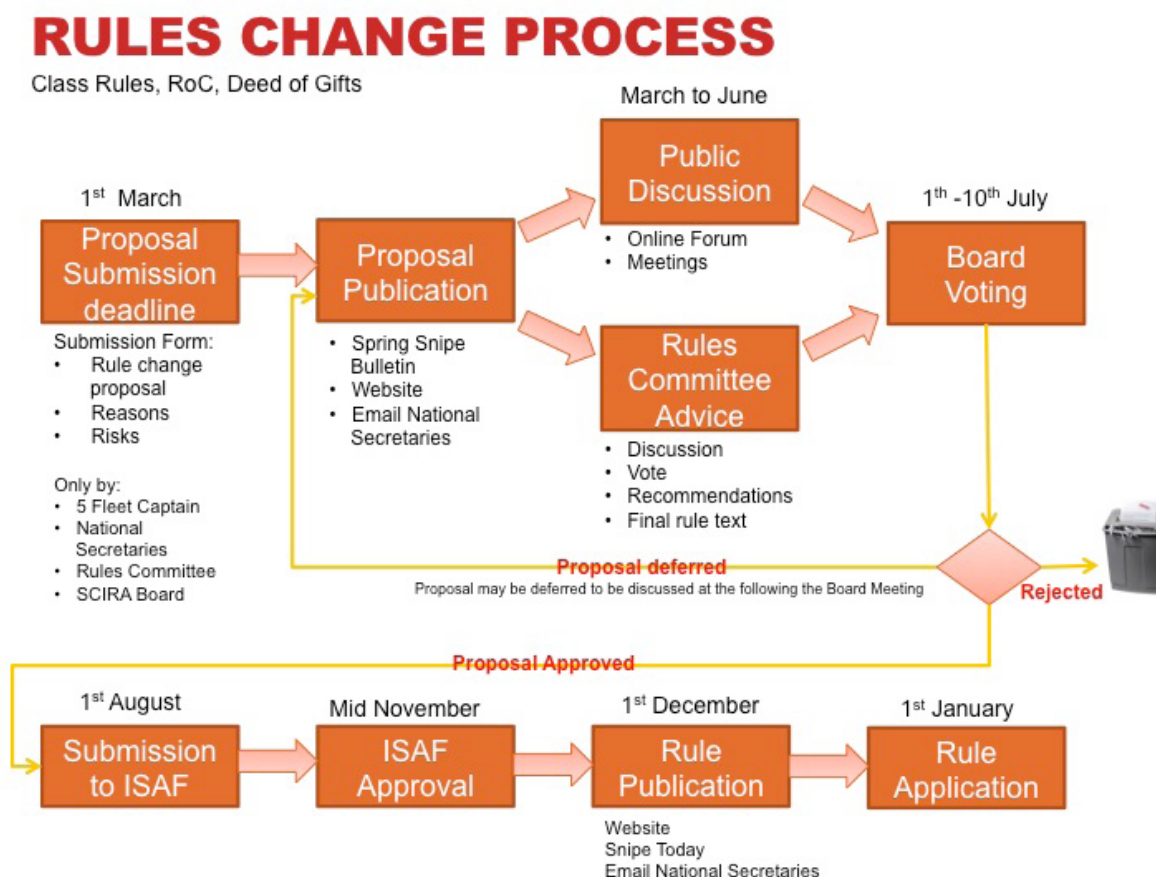 RULES CHANGE PROCESS
Class Rules, RoC, Deed of Gifts
1st March
Proposal
Submission
deadline
Submission Form:
• Rule change
proposal
• Reasons
• Risks
Only by:
• 5 Fleet Captain
• National
Secretaries
• Rules Committee
• SCIRA Board
Proposal
Publication
• Spring Snipe
Bulletin
• Website
• Email National
Secretaries
March to June
Public
Discussion
• Online Forum
• Meetings
Rules
Committee
Advice
• Discussion
• Vote
• Recommendations
• Final rule text
1th -10th July
Board
Voting
Proposal deferred
Proposal may be deferred to be discussed at the following the Board Meeting
Rejected
Proposal Approved
1st August
Submission
to ISAF
Mid November
ISAF
Approval
1st December
Rule
Publication
Website
Snipe Today
Email National Secretaries
1st January
Rule
Application